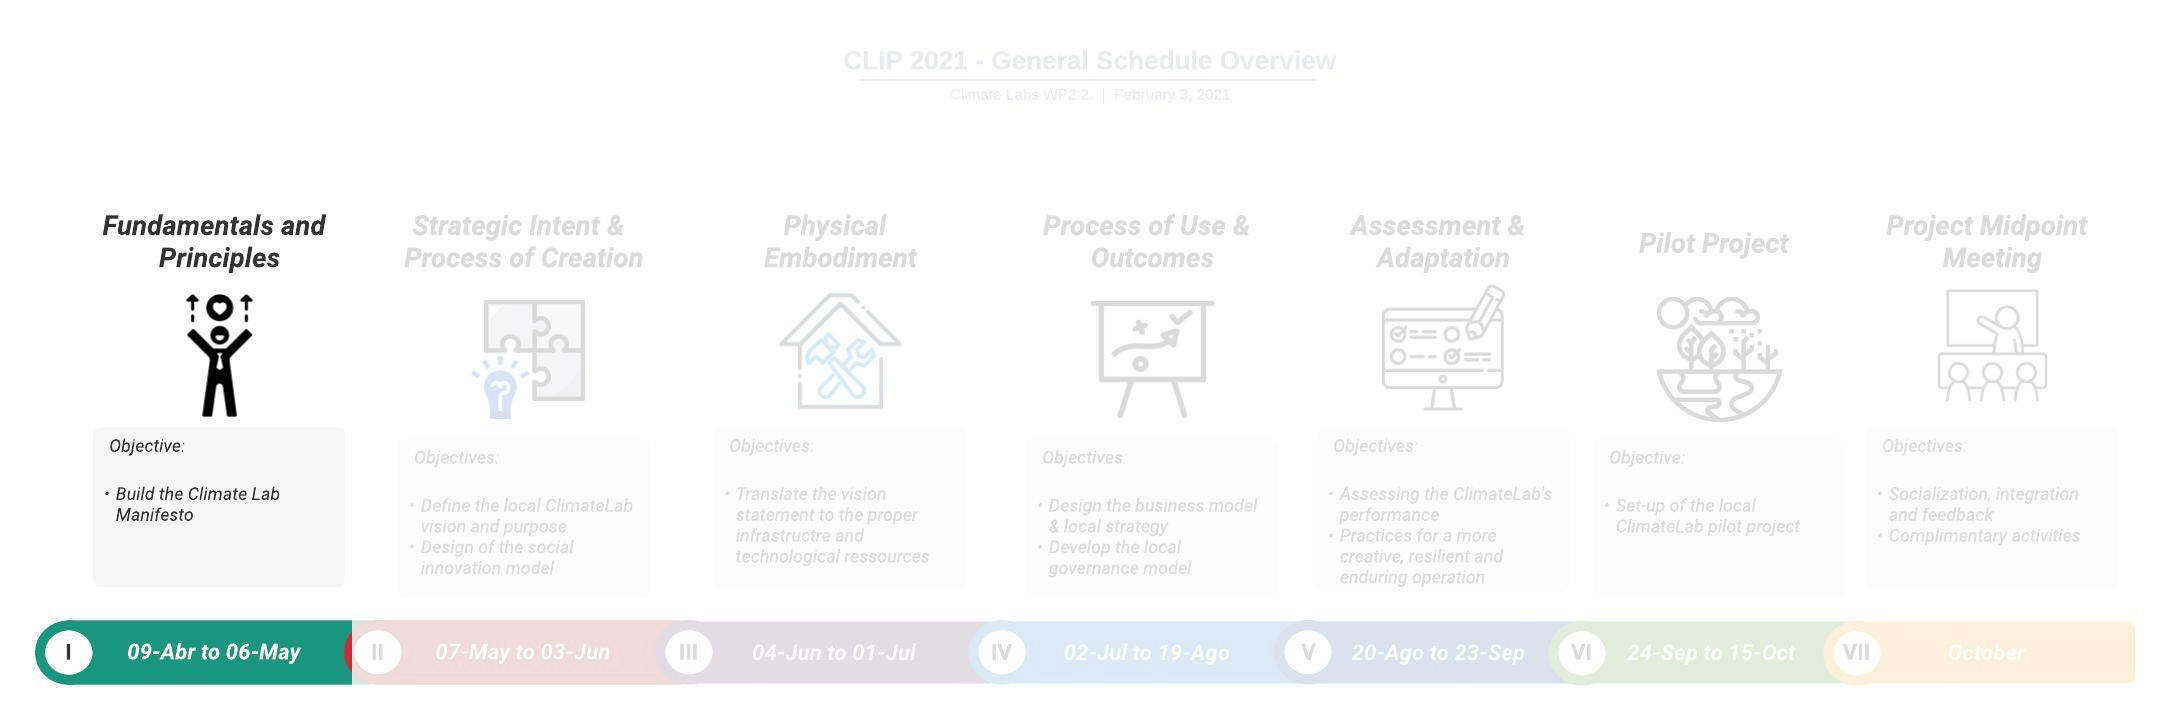 CLIP 2021 - General Schedule Overview
Climate Labs WP2.2. | February 3, 2021
Fundamentals and
Principles
Objective:
• Build the Climate Lab
Manifesto
Strategic Intent &
Process of Creation
Objectives:
• Define the local ClimateLab
vision and purpose
• Design of the social
innovation model
Physical
Embodiment
Objectives:
• Translate the vision
statement to the proper
infrastructre and
technological ressources
Process of Use &
Outcomes
Objectives:
• Design the business model
& local strategy
• Develop the local
governance model
Assessment &
Adaptation
Objectives:
• Assessing the ClimateLab's
performance
• Practices for a more
creative, resilient and
enduring operation
Pilot Project
Objective:
• Set-up of the local
ClimateLab pilot project
Project Midpoint
Meeting
Objectives:
• Socialization, integration
and feedback
• Complimentary activities
I 09-Abr to 06-May
II 07-May to 03-Jun
III 04-Jun to 01-Jul
IV 02-Jul to 19-Ago
V 20-Ago to 23-Sep
VI 24-Sep to 15-Oct
VII October